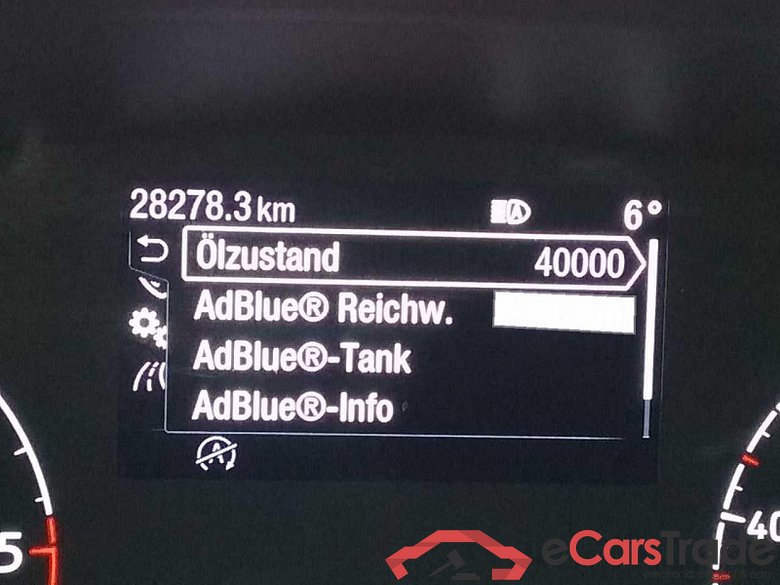 28278.3 km 6°
Ölzustand 40000
AdBlue® Reichw.
AdBlue®-Tank
AdBlue®-Info
A
5
40
eCarsTrade